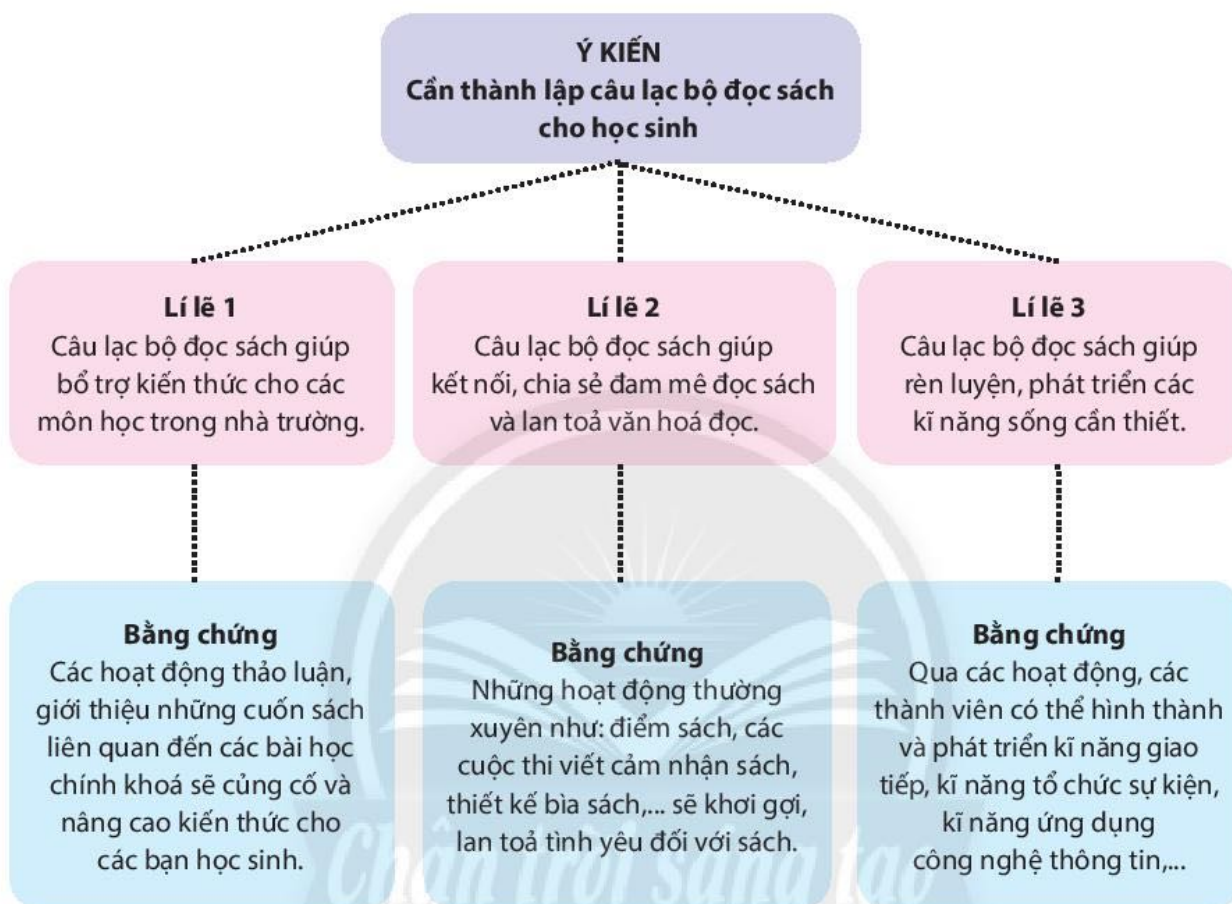 Ý KIẾN
Cần thành lập câu lạc bộ đọc sách
cho học sinh
Lí lẽ 1
Câu lạc bộ đọc sách giúp
bổ trợ kiến thức cho các
môn học trong nhà trường.
Lí lẽ 2
Câu lạc bộ đọc sách giúp
kết nối, chia sẻ đam mê đọc sách
và lan toả văn hoá đọc.
Lí lẽ 3
Câu lạc bộ đọc sách giúp
rèn luyện, phát triển các
kĩ năng sống cần thiết.
Bằng chứng
Các hoạt động thảo luận,
giới thiệu những cuốn sách
liên quan đến các bài học
chính khoá sẽ củng cố và
nâng cao kiến thức cho
các bạn học sinh.
Bằng chứng
Những hoạt động thường
xuyên như: điểm sách, các
cuộc thi viết cảm nhận sách,
thiết kế bìa sách,... sẽ khơi gợi,
lan toả tình yêu đối với sách.
Bằng chứng
Qua các hoạt động, các
thành viên có thể hình thành
và phát triển kĩ năng giao
tiếp, kĩ năng tổ chức sự kiện,
kĩ năng ứng dụng
công nghệ thông tin,...
Chân trời sáng tạo